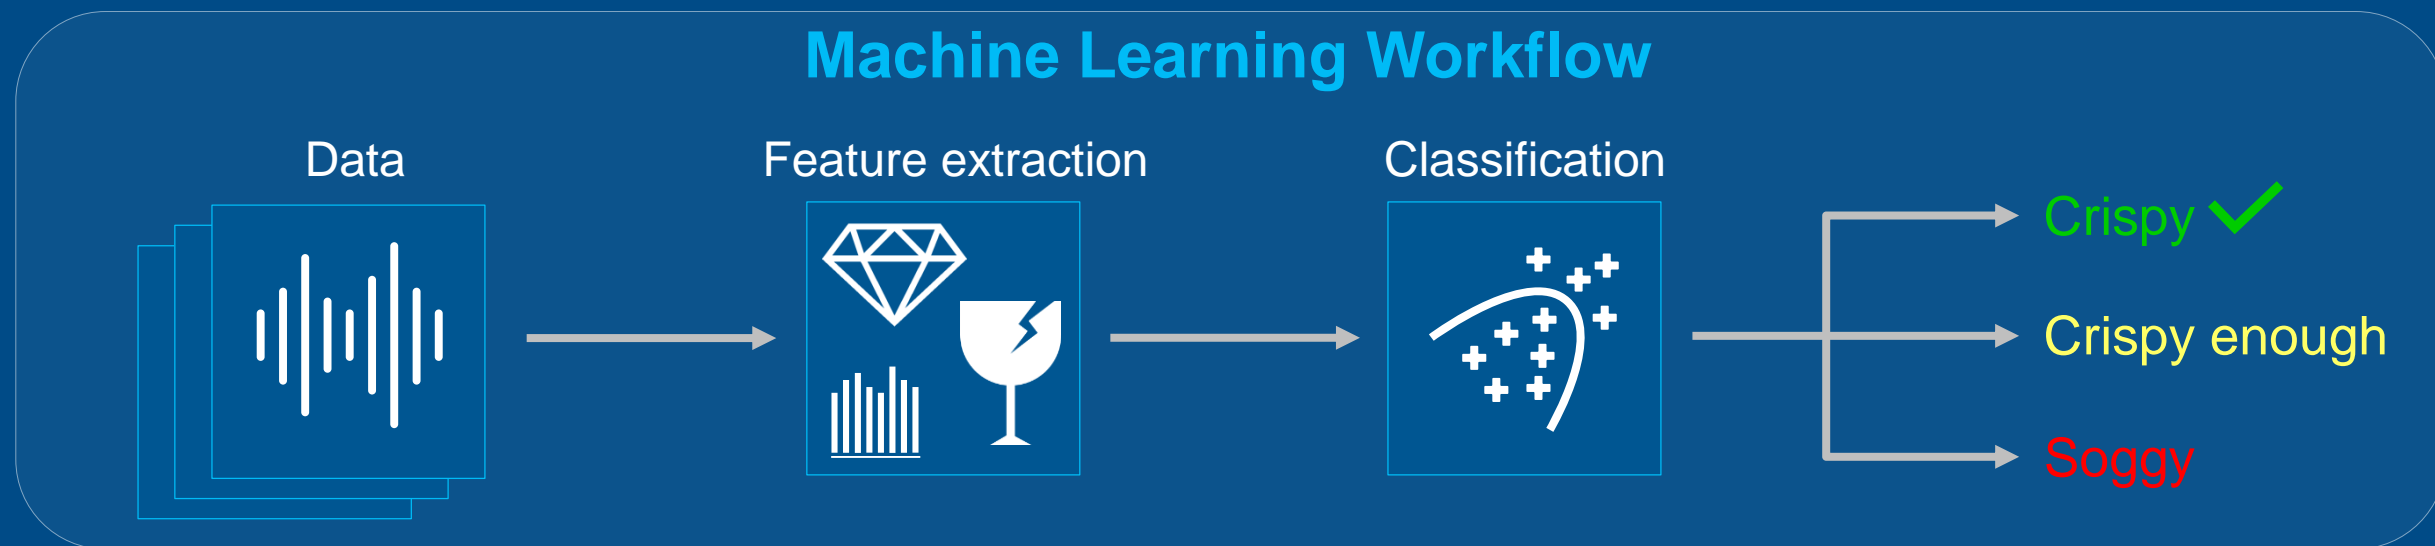 Machine Learning Workflow
Data
Feature extraction
Classification
Crispy
Crispy enough
Soggy